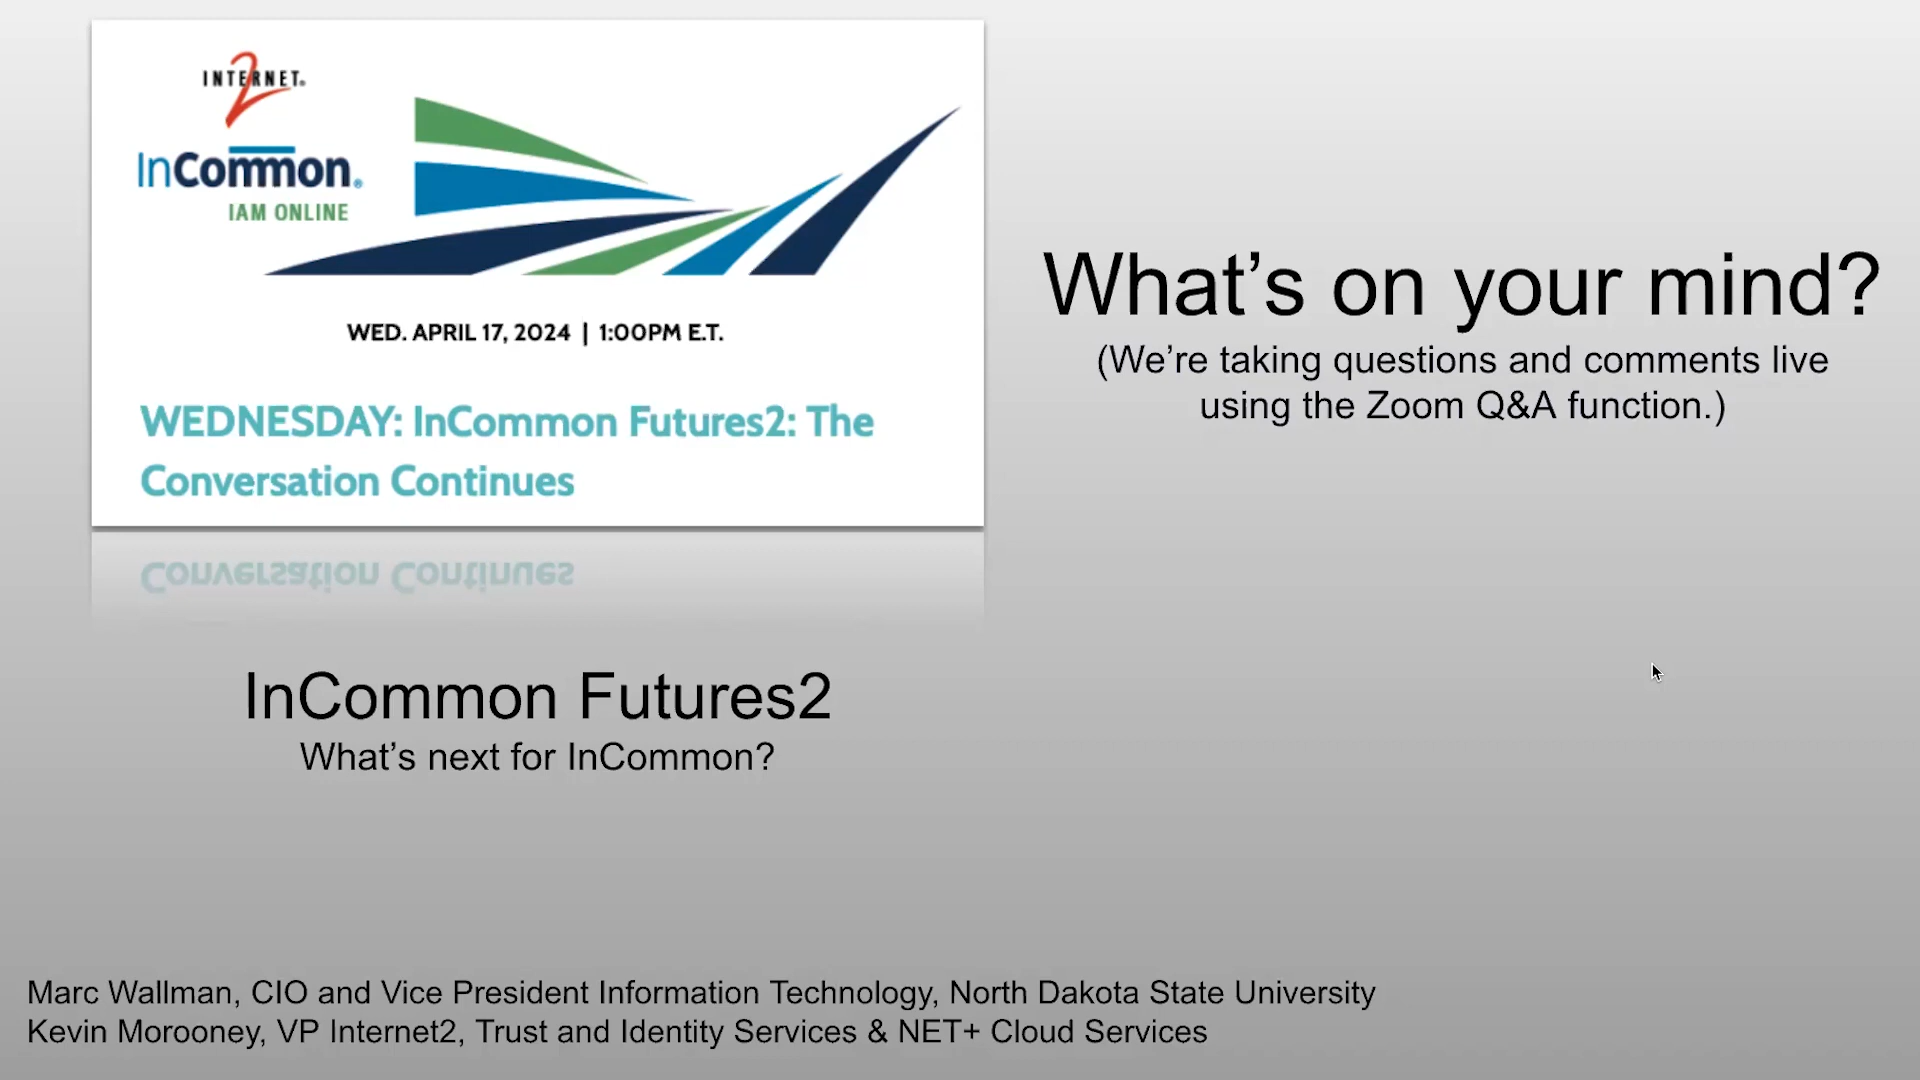 INTERNET®
2
InCommon®
IAM ONLINE
WED. APRIL 17, 2024 | 1:00PM E.T.
WEDNESDAY: InCommon Futures2: The
Conversation Continues
Conversation Continues
InCommon Futures2
What’s next for InCommon?
What’s on your mind?
(We’re taking questions and comments live
using the Zoom Q&A function.)
Marc Wallman, CIO and Vice President Information Technology, North Dakota State University
Kevin Morooney, VP Internet2, Trust and Identity Services & NET+ Cloud Services